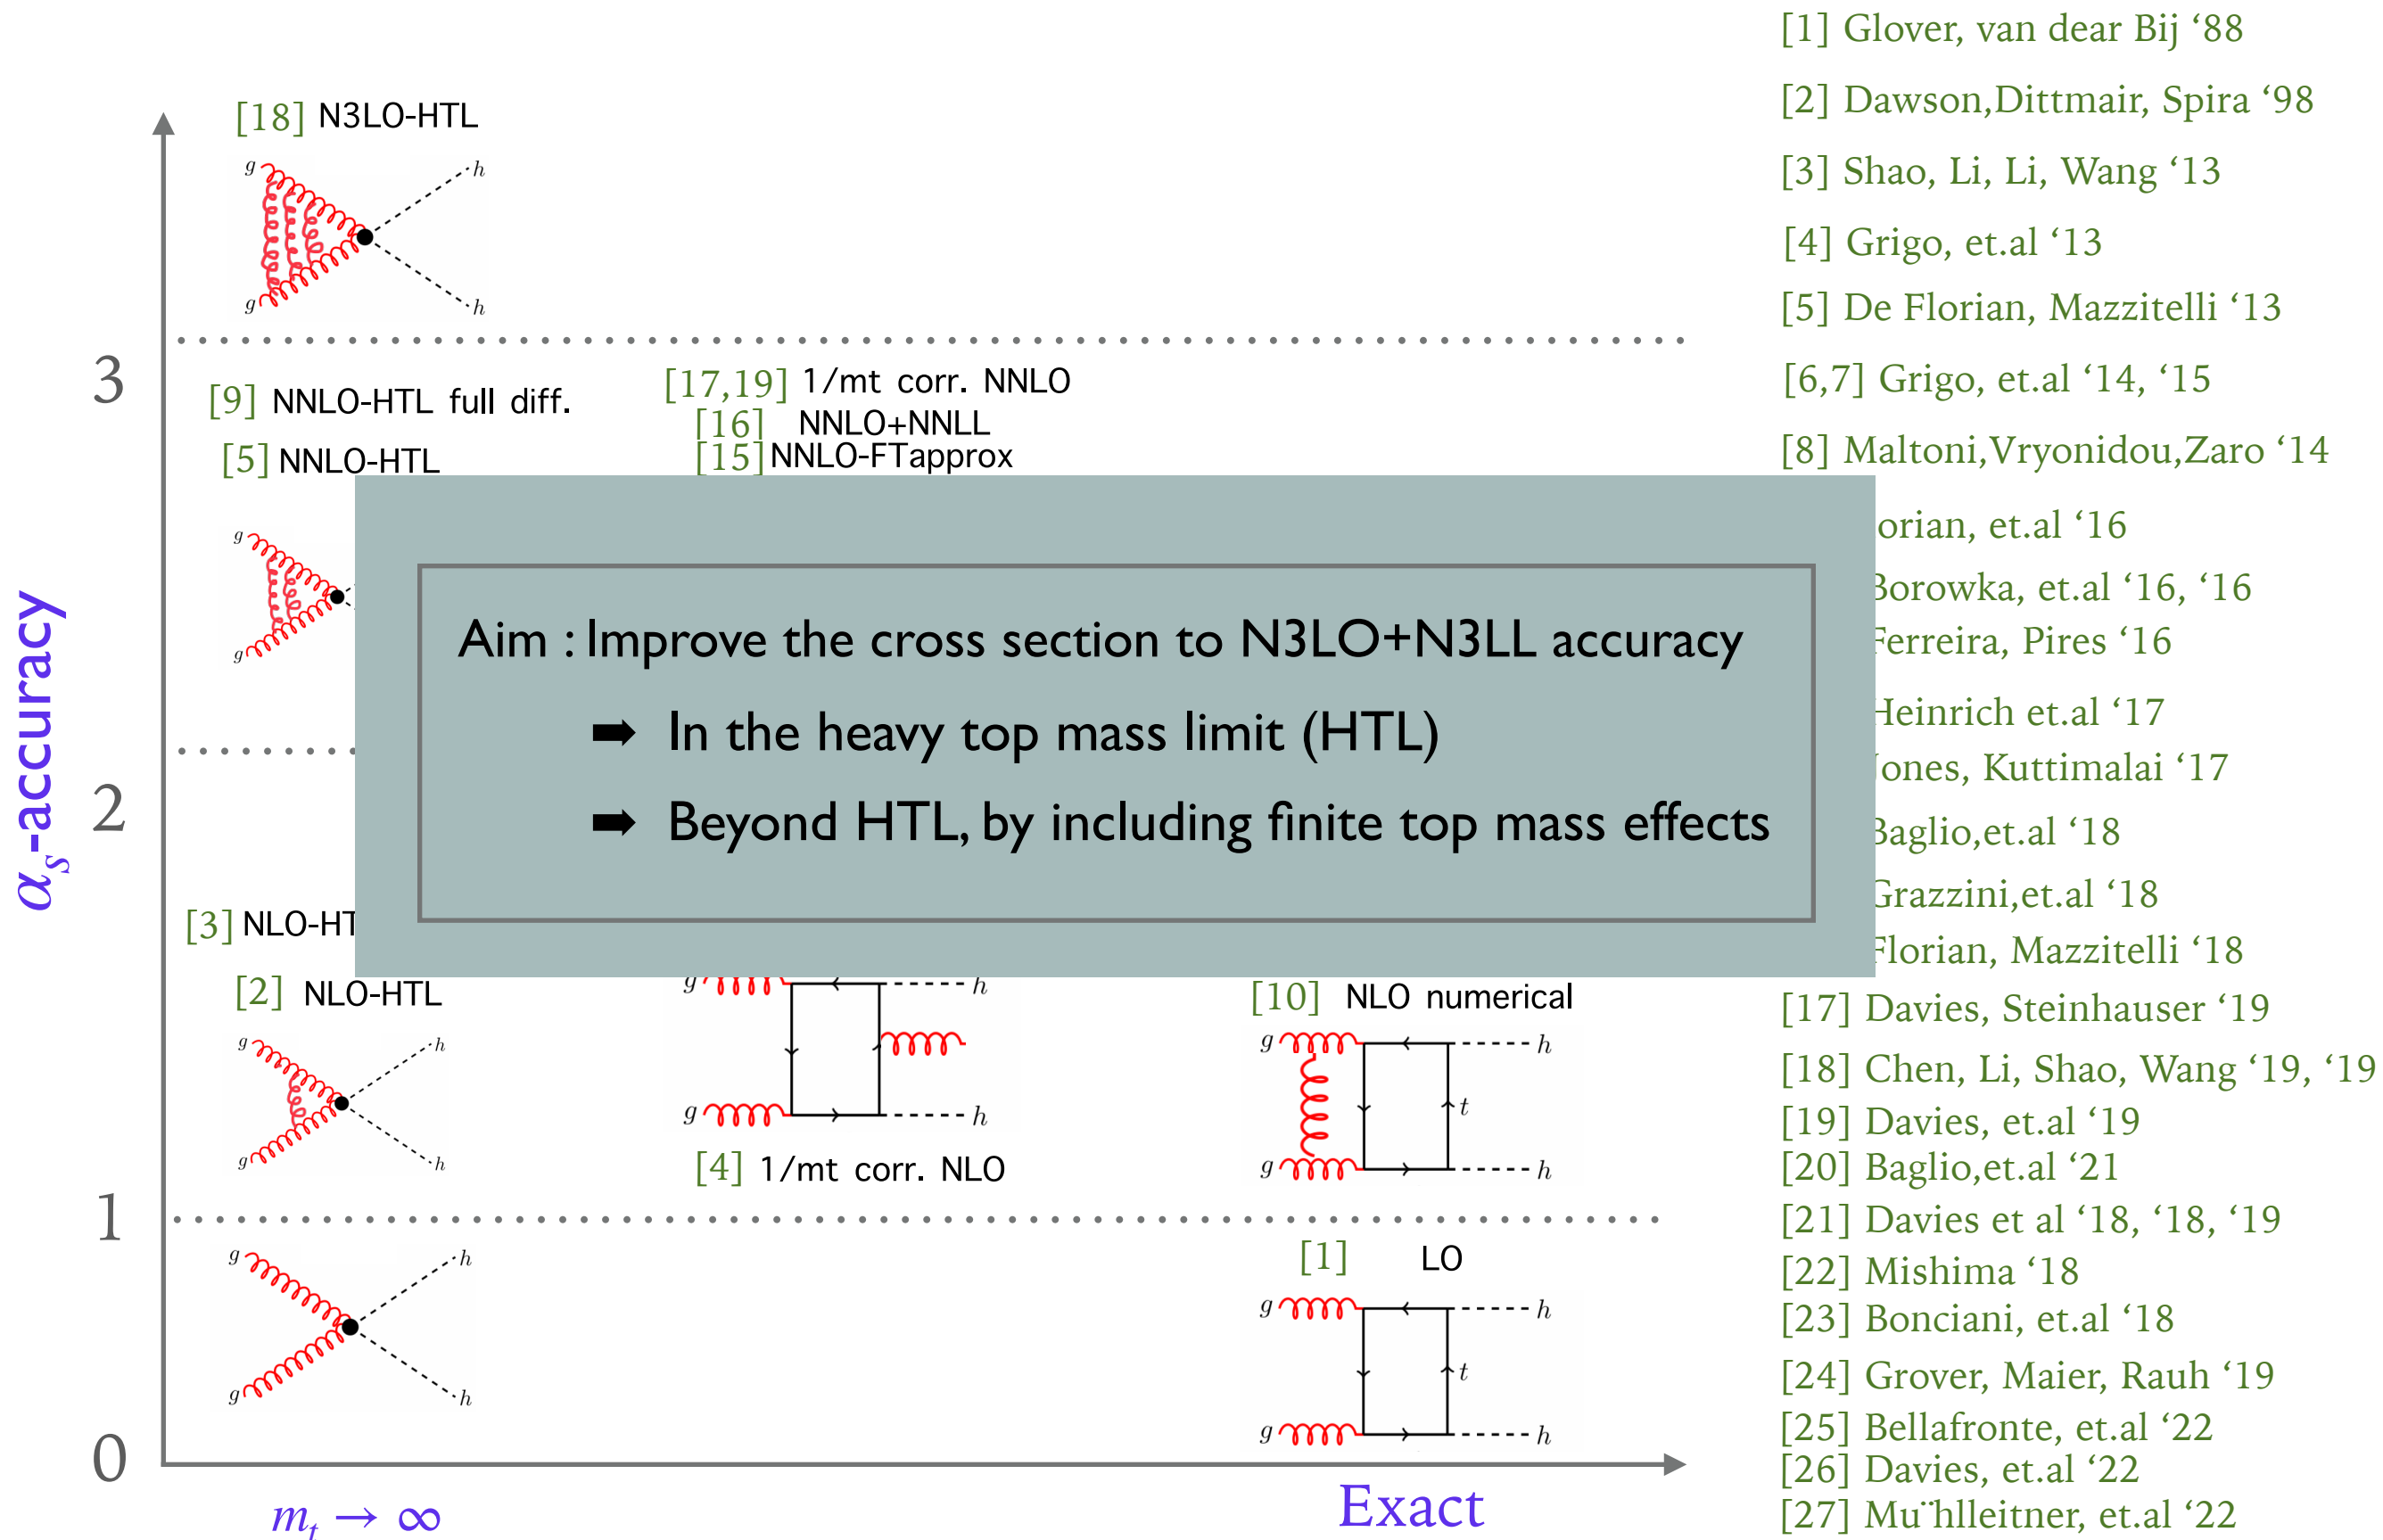 [18] N3LO-HTL
g
h
g
h
3
[9] NNLO-HTL full diff.
[5] NNLO-HTL
[17,19] 1/mt corr. NNLO
[16] NNLO+NNLL
[15] NNLO-FTapprox
g
g
αs-accuracy
2
Aim : Improve the cross section to N3LO+N3LL accuracy
➡ In the heavy top mass limit (HTL)
➡ Beyond HTL, by including finite top mass effects
[3] NLO-HT
[2] NLO-HTL
g
h
g
h
g
h
g
h
[4] 1/mt corr. NLO
[10] NLO numerical
g
h
t
g
h
1
g
h
g
h
[1] LO
g
h
t
g
h
0
mt → ∞
Exact
[1] Glover, van dear Bij ‘88
[2] Dawson,Dittmair, Spira ‘98
[3] Shao, Li, Li, Wang ‘13
[4] Grigo, et.al ‘13
[5] De Florian, Mazzitelli ‘13
[6,7] Grigo, et.al ‘14, ‘15
[8] Maltoni,Vryonidou,Zaro ‘14
orian, et.al ‘16
Borowka, et.al ‘16, ‘16
Ferreira, Pires ‘16
Heinrich et.al ‘17
Jones, Kuttimalai ‘17
Baglio,et.al ‘18
Grazzini,et.al ‘18
Florian, Mazzitelli ‘18
[17] Davies, Steinhauser ‘19
[18] Chen, Li, Shao, Wang ‘19, ‘19
[19] Davies, et.al ‘19
[20] Baglio,et.al ‘21
[21] Davies et al ‘18, ‘18, ‘19
[22] Mishima ‘18
[23] Bonciani, et.al ‘18
[24] Grover, Maier, Rauh ‘19
[25] Bellafronte, et.al ‘22
[26] Davies, et.al ‘22
[27] Mu¨hlleitner, et.al ‘22